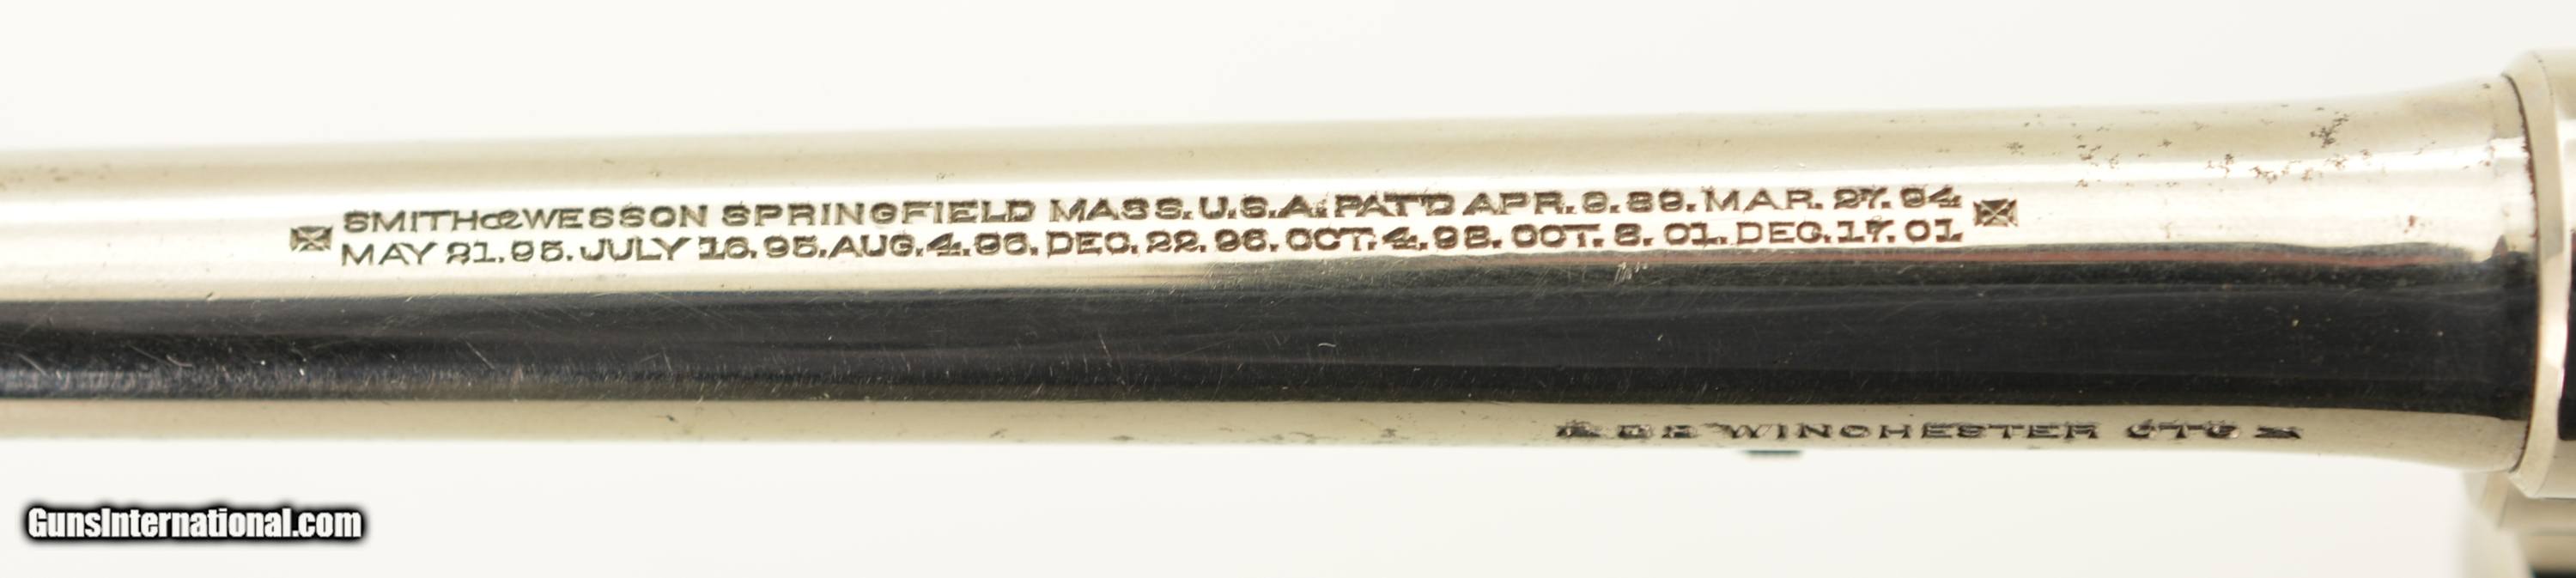 SMITH & WESSON SPRINGFIELD MASS. U.S.A. PAT'D APR. 9. 89. MAR. 27. 94
MAY 21. 95. JULY 16. 95. AUG. 4. 96. DEC. 22. 96. OCT. 4. 98. OCT. 8. 01. DEC. 17. 01.
WINCHESTER CTG
GunsInternational.com